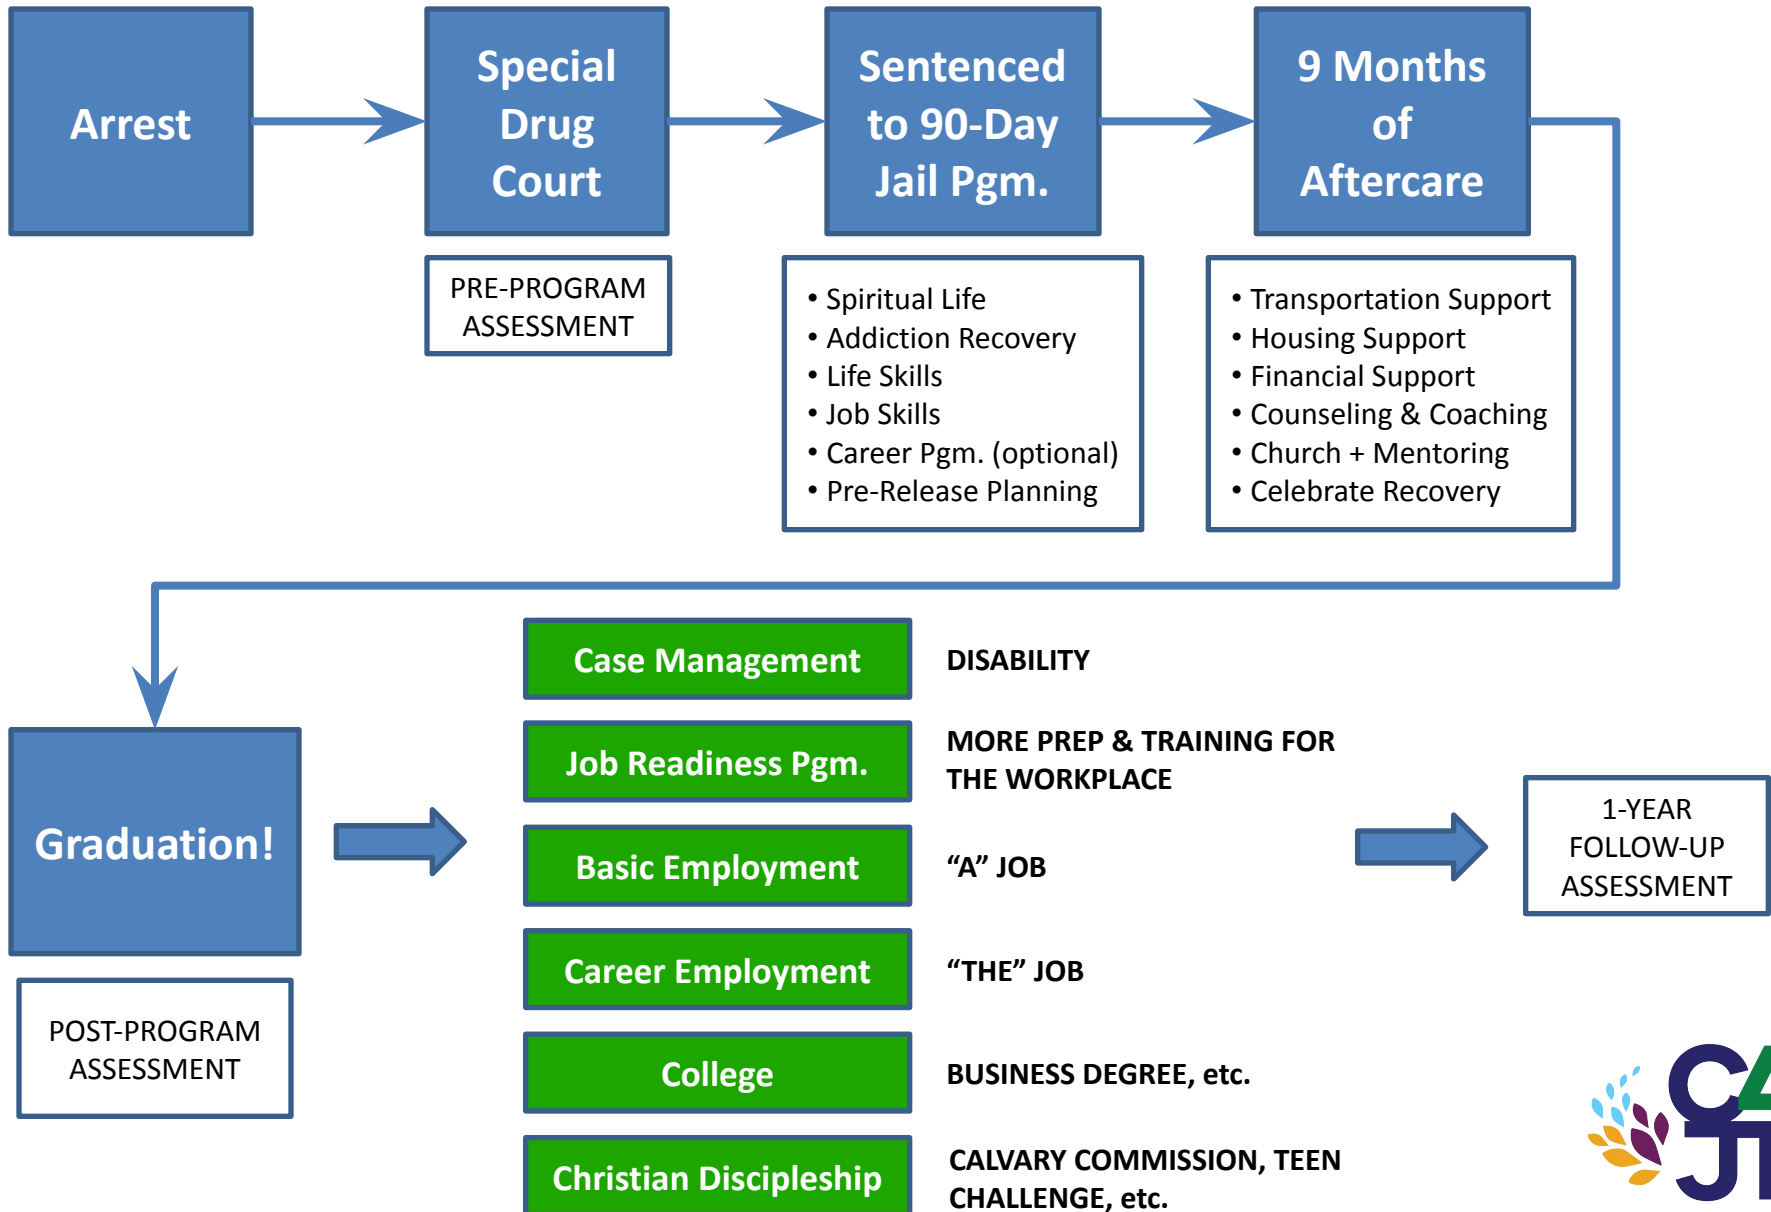 Arrest
Special
Drug
Court
Sentenced
to 90-Day
Jail Pgm.
9 Months
of
Aftercare
PRE-PROGRAM
ASSESSMENT
• Spiritual Life
• Addiction Recovery
• Life Skills
• Job Skills
• Career Pgm. (optional)
• Pre-Release Planning
• Transportation Support
• Housing Support
• Financial Support
• Counseling & Coaching
• Church + Mentoring
• Celebrate Recovery
Graduation!
POST-PROGRAM
ASSESSMENT
Case Management
DISABILITY
Job Readiness Pgm.
MORE PREP & TRAINING FOR
THE WORKPLACE
Basic Employment
“A” JOB
Career Employment
“THE” JOB
College
BUSINESS DEGREE, etc.
Christian Discipleship
CALVARY COMMISSION, TEEN
CHALLENGE, etc.
1-YEAR
FOLLOW-UP
ASSESSMENT
C4